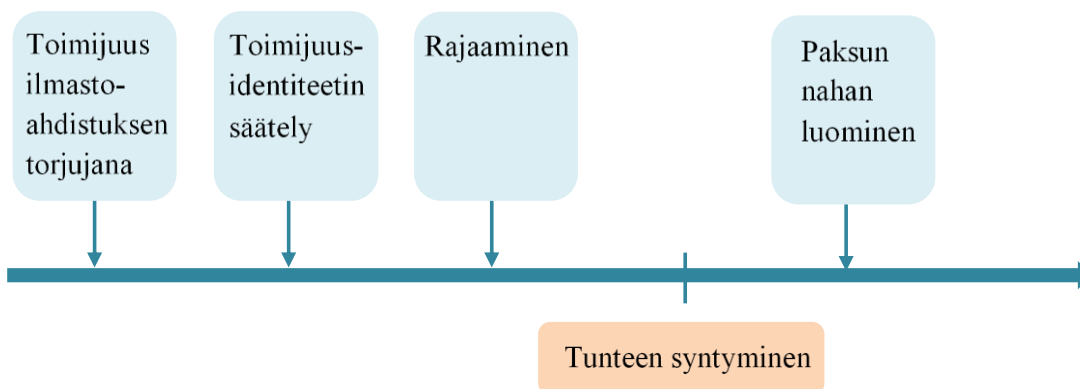 Toimijuus
ilmasto-
ahdistuksen
torjujana
Toimijuus-
identiteetin
säätely
Rajaaminen
Paksun
nahan
luominen
Tunteen syntyminen